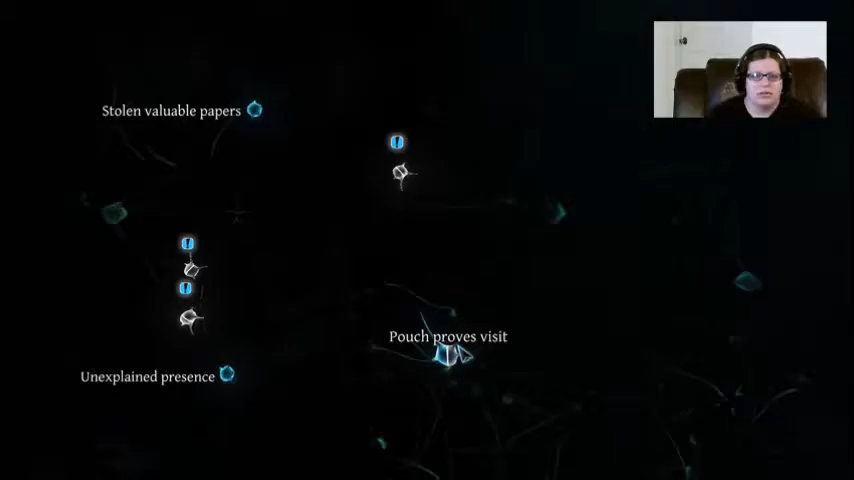 Stolen valuable papers
Pouch proves visit
Unexplained presence